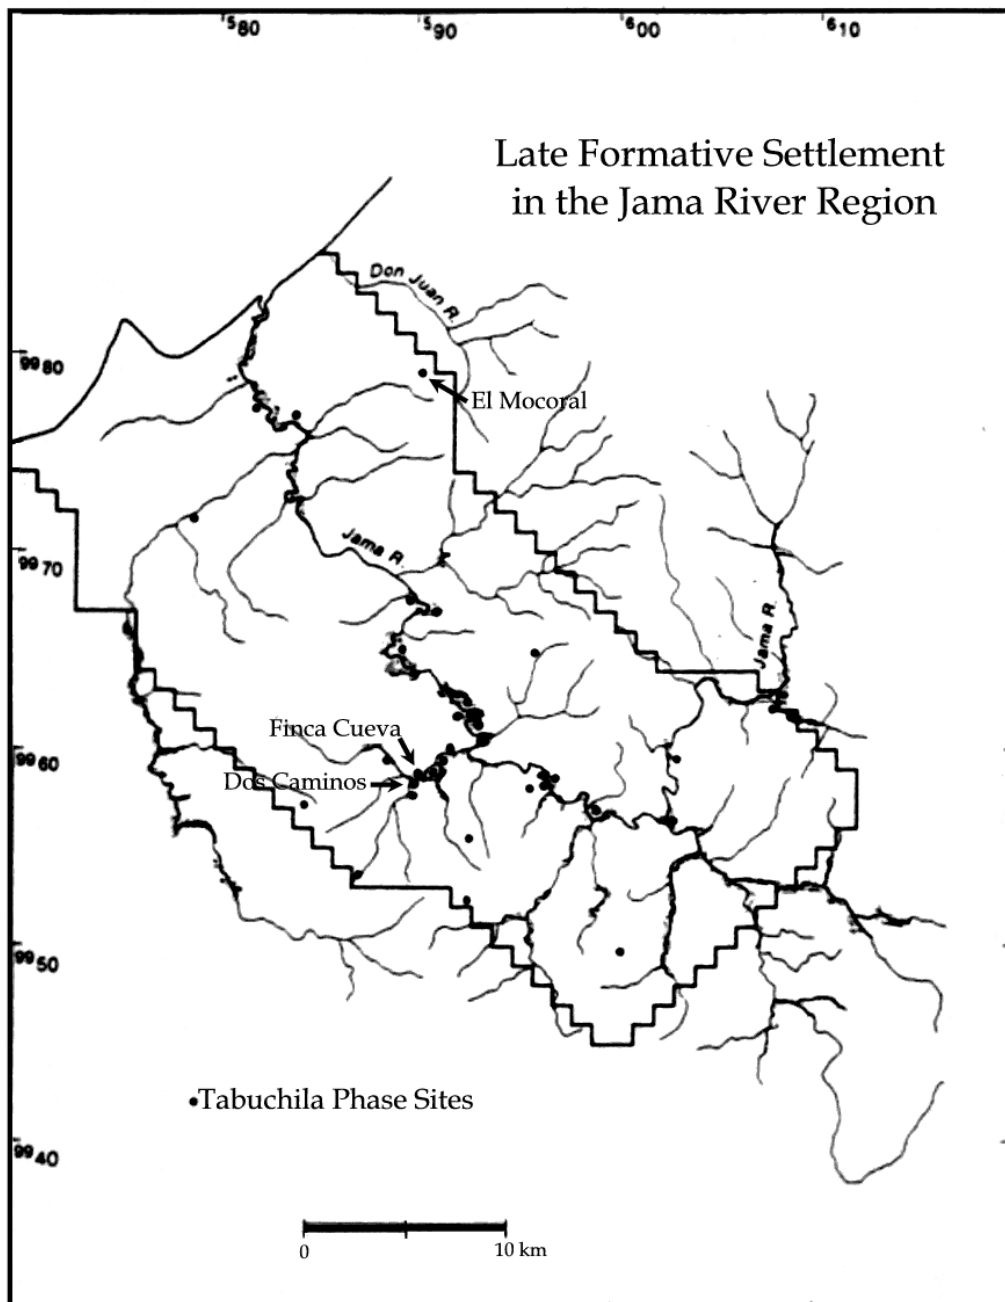 580
590
600
610
Late Formative Settlement
in the Jama River Region
Don Juan R.
9980
El Mocoral
Jama R.
9970
Jama R.
Finca Cueva
9960
Dos Caminos
9950
•Tabuchila Phase Sites
9940
0
10 km